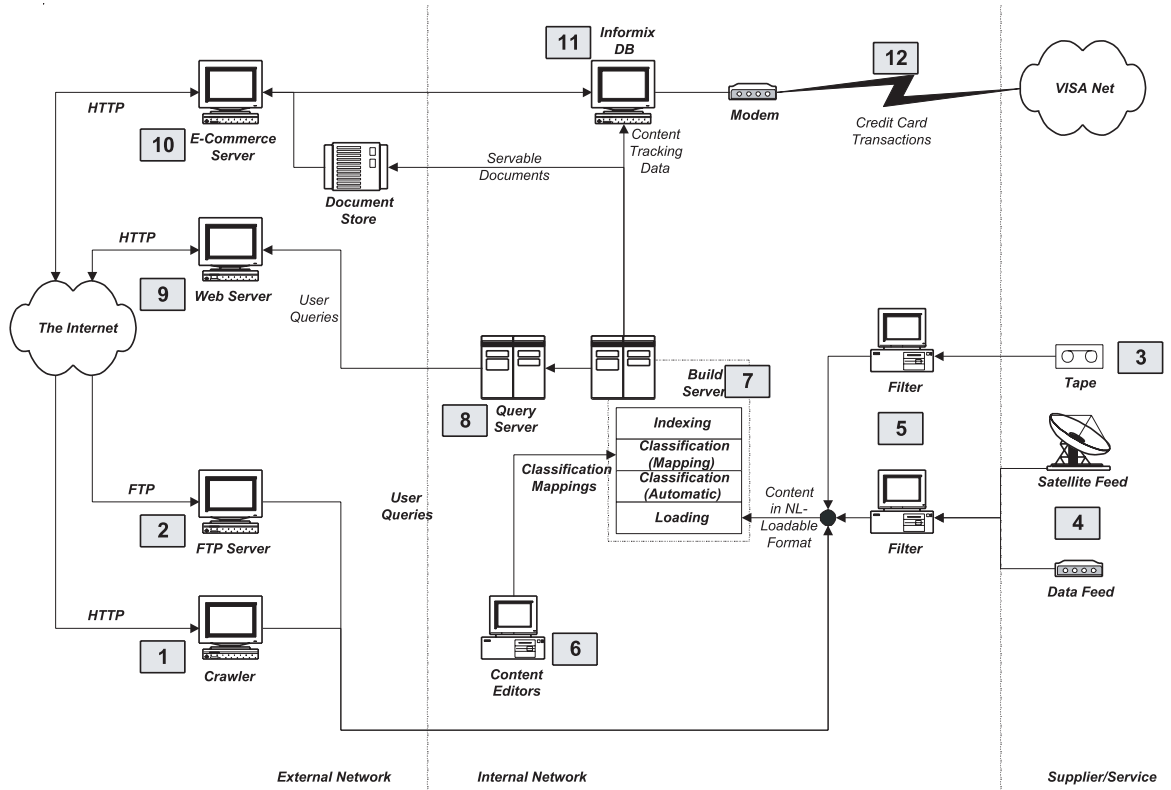 11
Informix
DB
12
HTTP
VISA Net
10
E-Commerce
Server
Modem
Credit Card
Transactions
Content
Tracking
Data
Servable
Documents
Document
Store
HTTP
9
Web Server
User
Queries
The Internet
3
Filter
Tape
Build
Server
7
8
Query
Server
5
Indexing
Classification
(Mapping)
Classification
(Automatic)
Loading
Classification
Mappings
Satellite Feed
FTP
User
Queries
Content
in NL-
Loadable
Format
4
2
FTP Server
Filter
Data Feed
HTTP
1
Crawler
6
Content
Editors
External Network
Internal Network
Supplier/Service